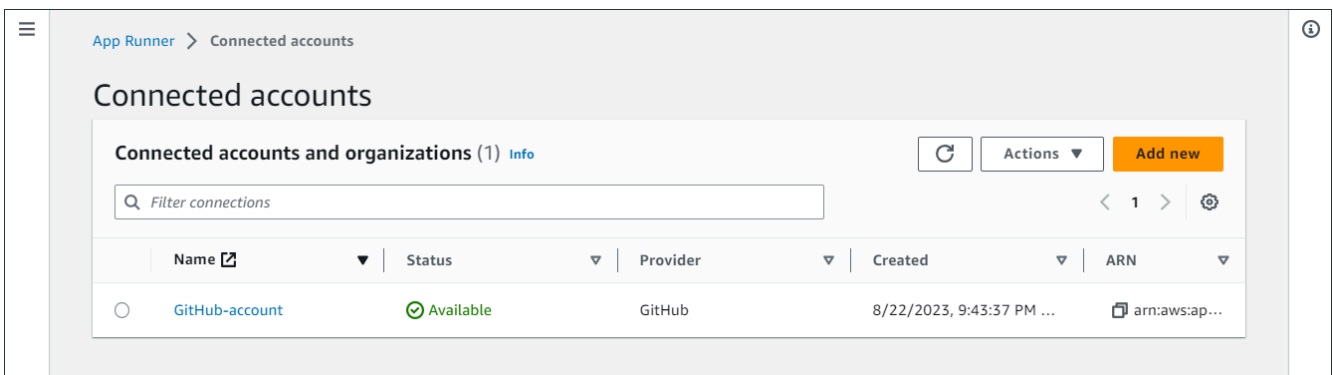 App Runner > Connected accounts
Connected accounts
Connected accounts and organizations (1) Info
Actions
Add new
Filter connections
1
Name Status Provider Created ARN
GitHub-account Available GitHub 8/22/2023, 9:43:37 PM ... arn:aws:ap...